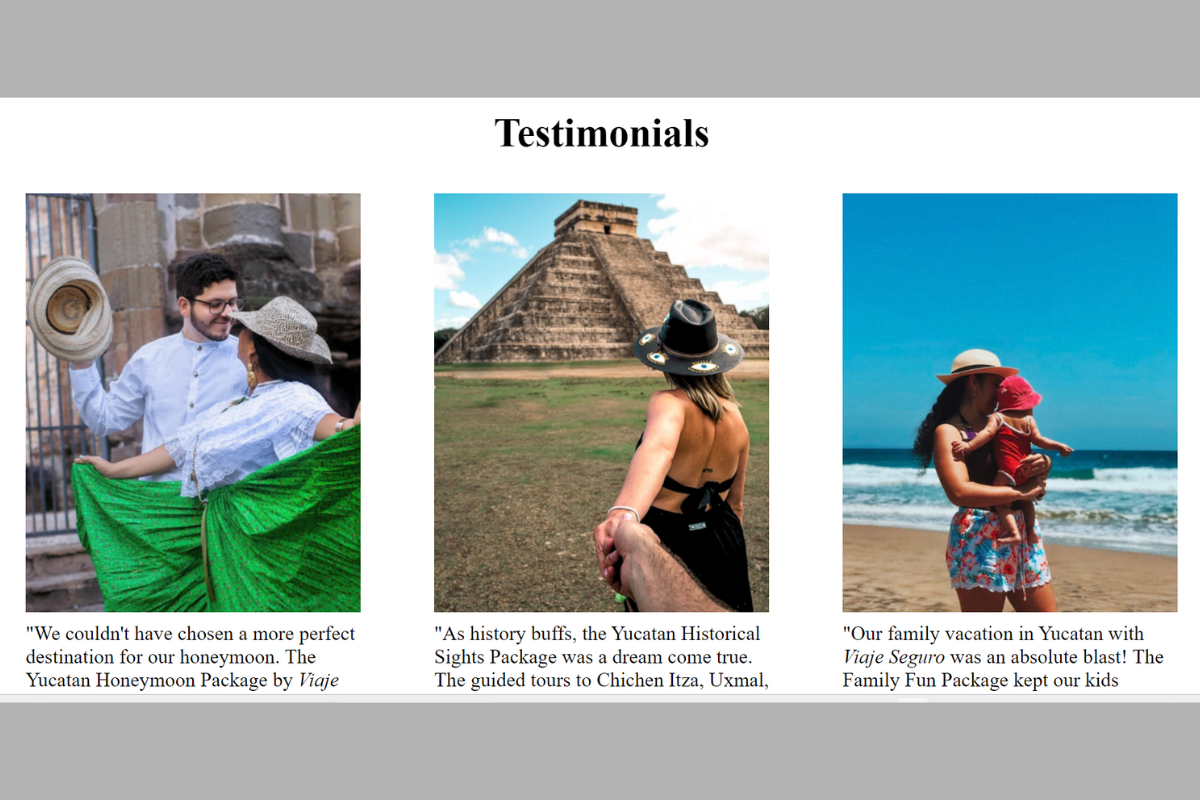 Testimonials
"We couldn't have chosen a more perfect
destination for our honeymoon. The
Yucatan Honeymoon Package by Viaje
"As history buffs, the Yucatan Historical
Sights Package was a dream come true.
The guided tours to Chichen Itza, Uxmal,
"Our family vacation in Yucatan with
Viaje Seguro was an absolute blast! The
Family Fun Package kept our kids